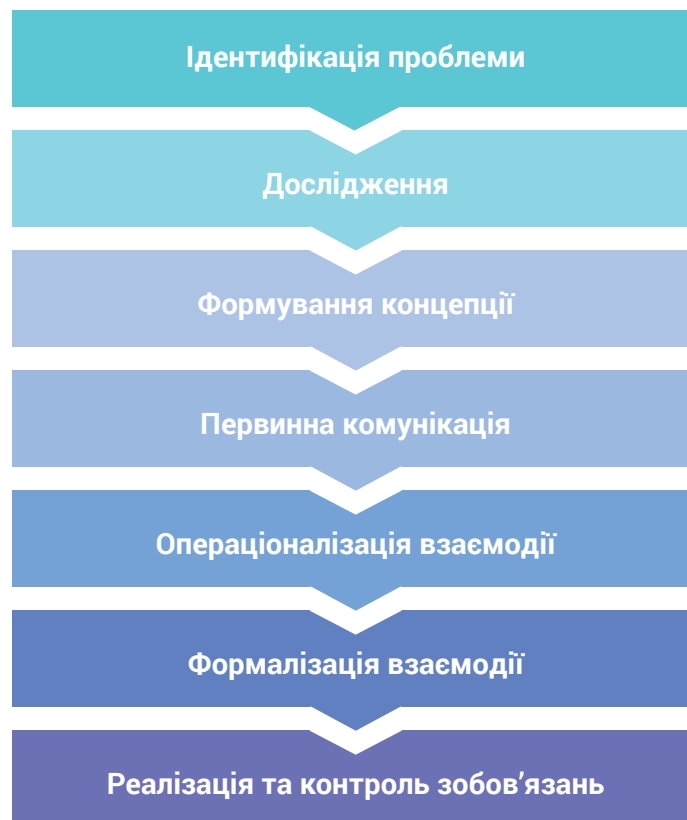 Ідентифікація проблеми
Дослідження
Формування концепції
Первинна комунікація
Операціоналізація взаємодії
Формалізація взаємодії
Реалізація та контроль зобов’язань